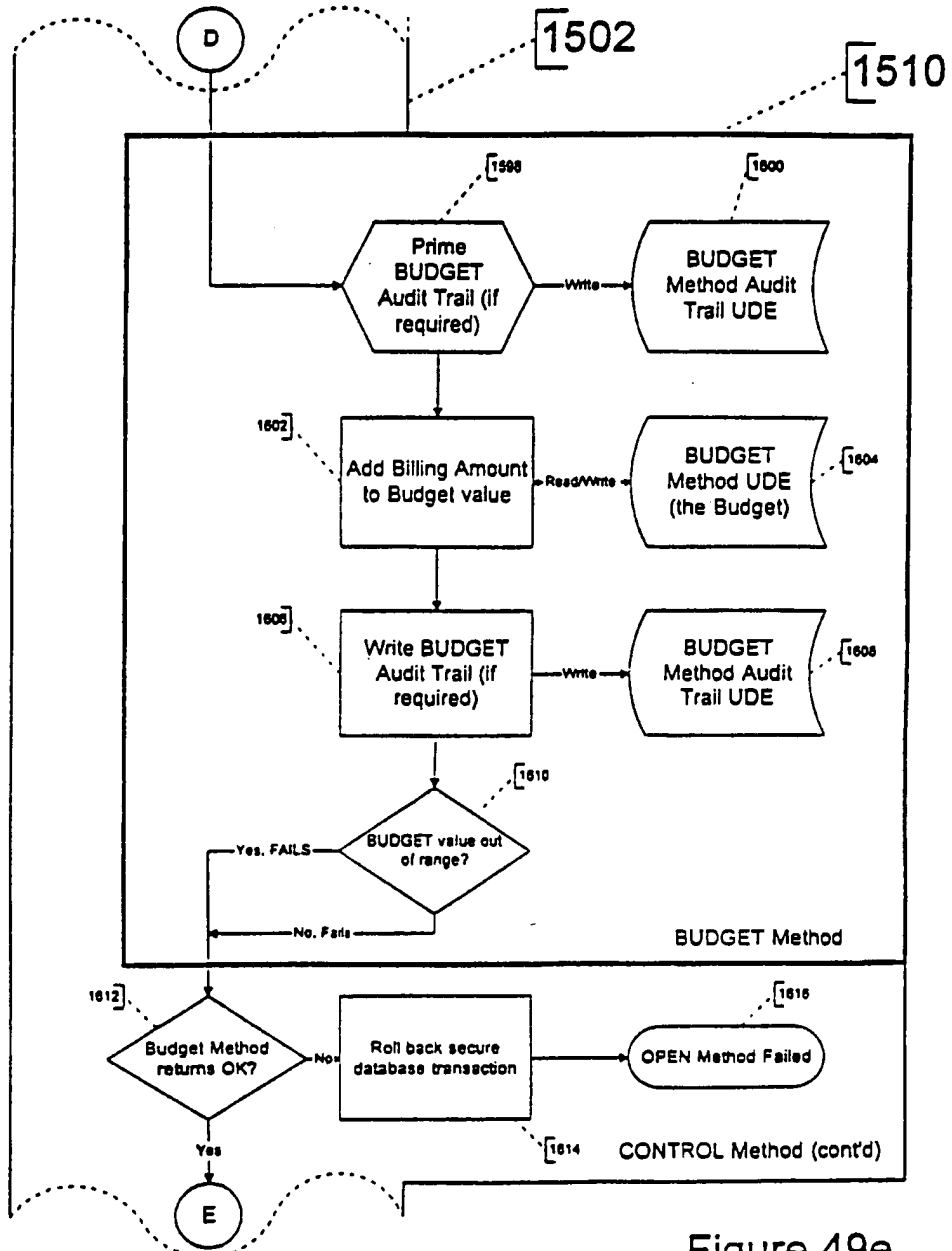 D
1502
1510
1598
1600
Prime
BUDGET
Audit Trail (if
required)
Write
BUDGET
Method Audit
Trail UDE
1602
Add Billing Amount
to Budget value
Read/Write
BUDGET
Method UDE
(the Budget)
1604
1606
Write BUDGET
Audit Trail (if
required)
Write
BUDGET
Method Audit
Trail UDE
1608
1610
BUDGET value out
of range?
Yes, FAILS
No, Fails
BUDGET Method
1612
Budget Method
returns OK?
No
Roll back secure
database transaction
1616
OPEN Method Failed
1614
CONTROL Method (cont'd)
Yes
E
Figure 49e